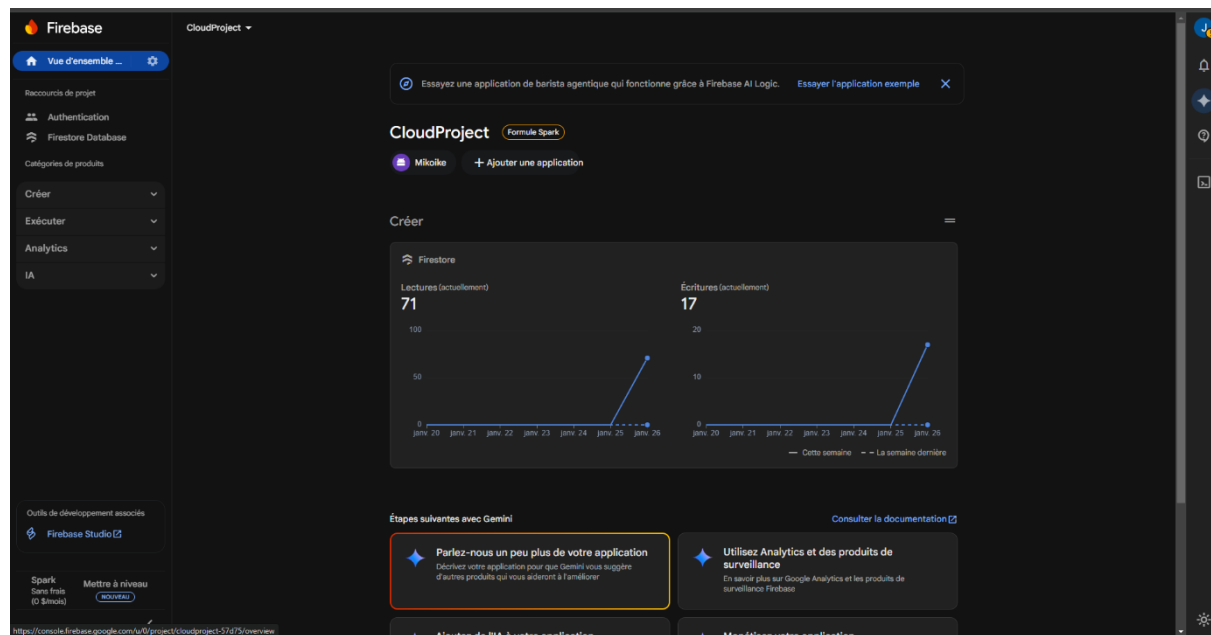 Firebase
CloudProject
Vue d'ensemble ...
Raccourcis de projet
Authentication
Firestore Database
Catégories de produits
Créer
Exécuter
Analytics
IA
Outils de développement associés
Firebase Studio
Spark
Sans frais
(0 $/mois)
Mettre à niveau
NOUVEAU
https://console.firebase.google.com/u/0/project/cloudproject-57d75/overview
Essayez une application de barista agentique qui fonctionne grâce à Firebase AI Logic. Essayer l'application exemple
CloudProject Formule Spark
Mikoike + Ajouter une application
Créer
Firestore
Lectures (actuellement)
71
100
50
0
janv. 20 janv. 21 janv. 22 janv. 23 janv. 24 janv. 25 janv. 26
Écritures (actuellement)
17
20
10
0
janv. 20 janv. 21 janv. 22 janv. 23 janv. 24 janv. 25 janv. 26
Cette semaine La semaine dernière
Étapes suivantes avec Gemini
Consulter la documentation
Parlez-nous un peu plus de votre application
Décrivez votre application pour que Gemini vous suggère
d'autres produits qui vous aideront à l'améliorer
Utilisez Analytics et des produits de
surveillance
En savoir plus sur Google Analytics et les produits de
surveillance Firebase
J